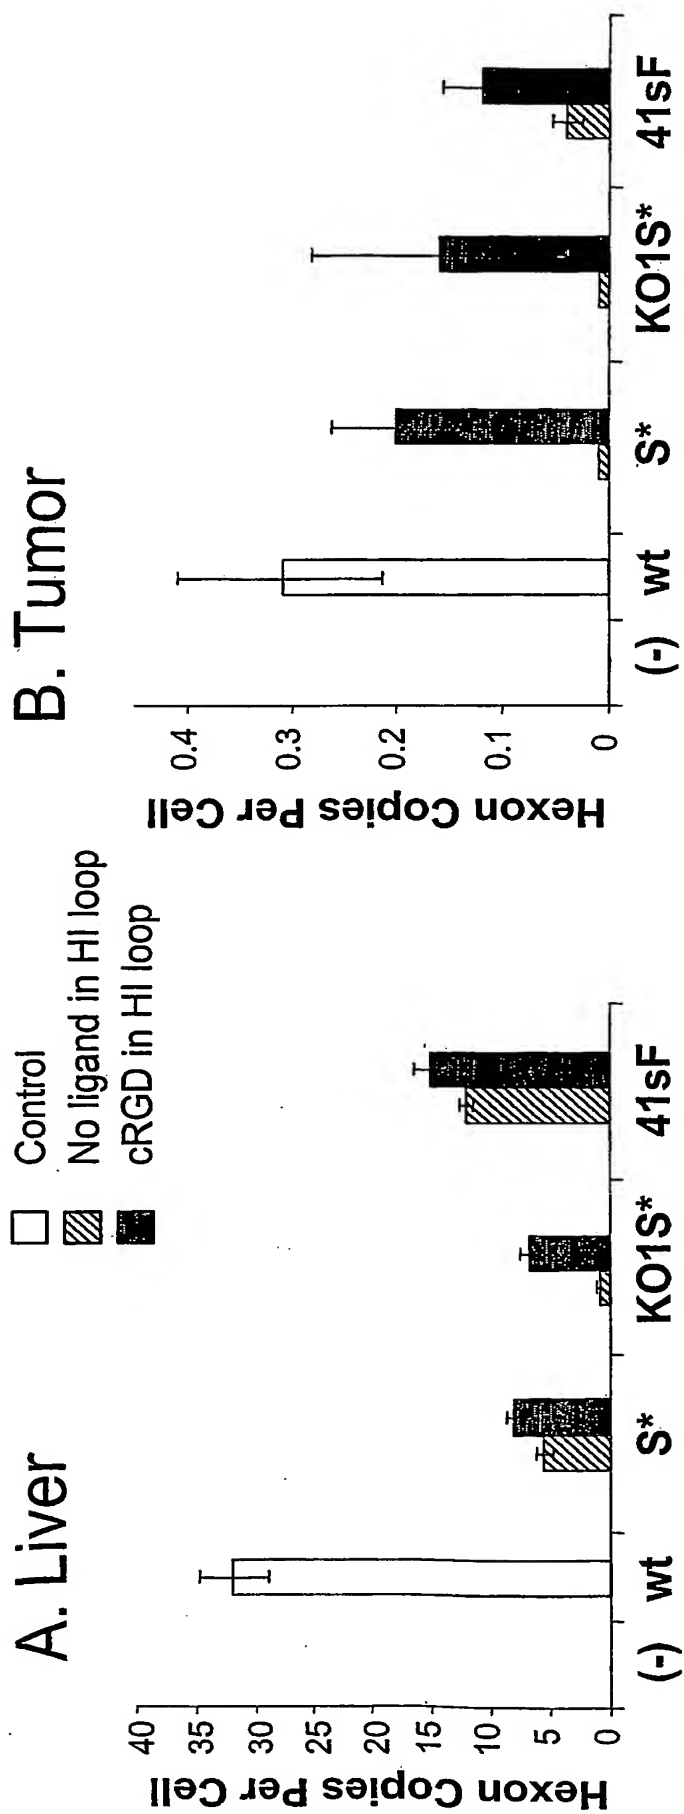 A. Liver
Control
No ligand in HI loop
cRGD in HI loop
Hexon Copies Per Cell
40
35
30
25
20
15
10
5
0
(-) wt S* KO1S* 41sF
B. Tumor
Hexon Copies Per Cell
0.4
0.3
0.2
0.1
0
(-) wt S* KO1S* 41sF